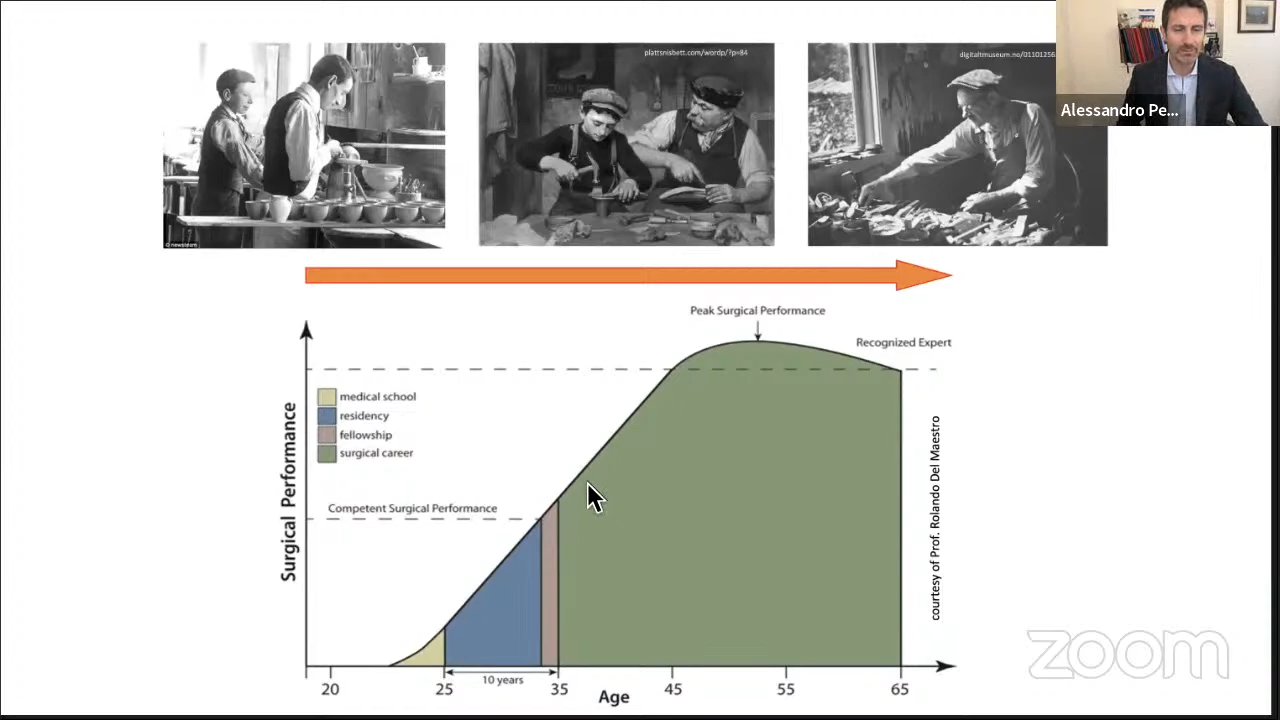 plattsnisbett.com/wordp/?p=84
digitaltmuseum.no/01101256
Alessandro Pe...
© newsteam
Peak Surgical Performance
Recognized Expert
medical school
residency
fellowship
surgical career
Competent Surgical Performance
Surgical Performance
courtesy of Prof. Rolando Del Maestro
10 years
20 25 35 45 55 65
Age
zoom